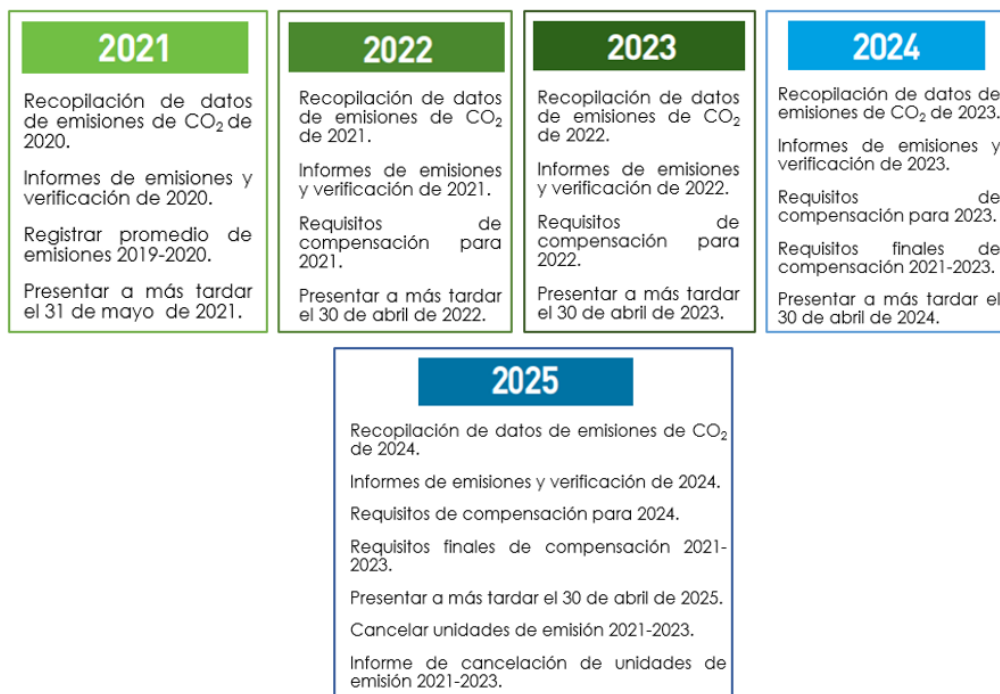 2021
Recopilación de datos
de emisiones de CO₂ de
2020.
Informes de emisiones y
verificación de 2020.
Registrar promedio de
emisiones 2019-2020.
Presentar a más tardar
el 31 de mayo de 2021.
2022
Recopilación de datos
de emisiones de CO₂
de 2021.
Informes de emisiones
y verificación de 2021.
Requisitos de
compensación para
2021.
Presentar a más tardar
el 30 de abril de 2022.
2023
Recopilación de datos
de emisiones de CO₂
de 2022.
Informes de emisiones
y verificación de 2022.
Requisitos de
compensación para
2022.
Presentar a más tardar
el 30 de abril de 2023.
2024
Recopilación de datos de
emisiones de CO₂ de 2023.
Informes de emisiones y
verificación de 2023.
Requisitos de
compensación para 2023.
Requisitos finales de
compensación 2021-2023.
Presentar a más tardar el
30 de abril de 2024.
2025
Recopilación de datos de emisiones de CO₂
de 2024.
Informes de emisiones y verificación de 2024.
Requisitos de compensación para 2024.
Requisitos finales de compensación 2021-
2023.
Presentar a más tardar el 30 de abril de 2025.
Cancelar unidades de emisión 2021-2023.
Informe de cancelación de unidades de
emisión 2021-2023.